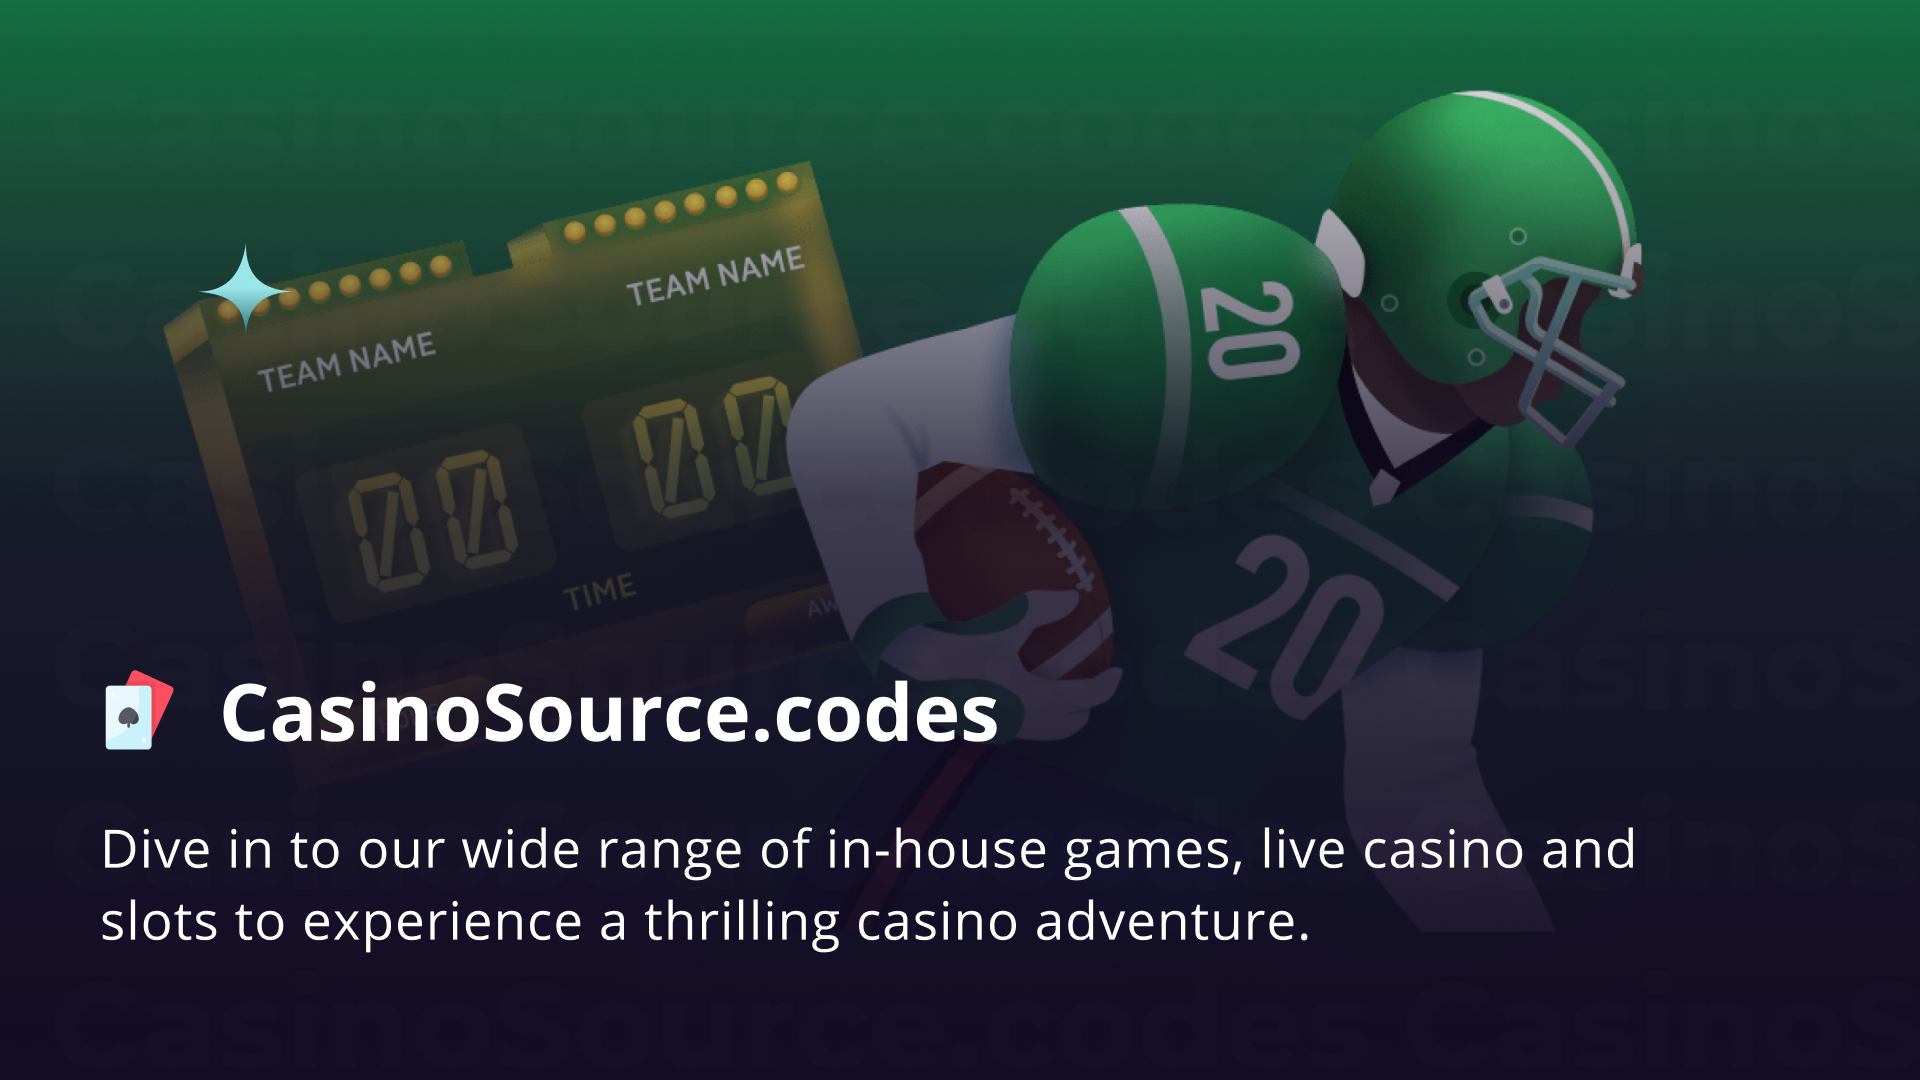 TEAM NAME
TEAM NAME
00
00
TIME
20
20
CasinoSource.codes
Dive in to our wide range of in-house games, live casino and
slots to experience a thrilling casino adventure.